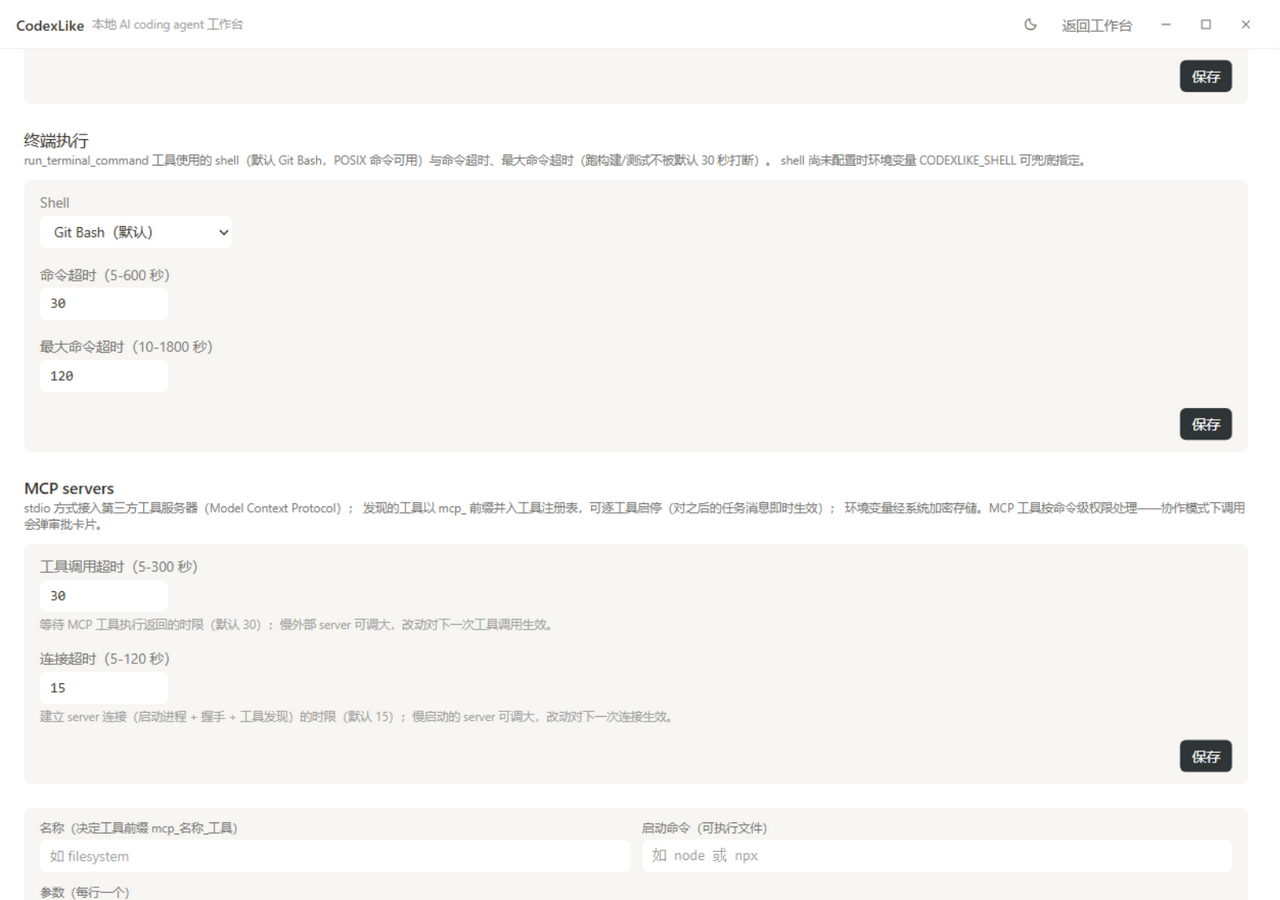 CodexLike 本地 AI coding agent 工作台
返回工作台
保存
终端执行
run_terminal_command 工具使用的 shell（默认 Git Bash，POSIX 命令可用）与命令超时、最大命令超时（跑构建/测试不被默认 30 秒打断）。 shell 尚未配置时环境变量 CODEXLIKE_SHELL 可兜底指定。
Shell
Git Bash（默认）
命令超时（5-600 秒）
30
最大命令超时（10-1800 秒）
120
保存
MCP servers
stdio 方式接入第三方工具服务器（Model Context Protocol）； 发现的工具以 mcp_ 前缀并入工具注册表，可逐工具启停（对之后的任务消息即时生效）； 环境变量经系统加密存储。MCP 工具按命令级权限处理——协作模式下调用
会弹审批卡片。
工具调用超时（5-300 秒）
30
等待 MCP 工具执行返回的时限（默认 30）；慢外部 server 可调大，改动对下一次工具调用生效。
连接超时（5-120 秒）
15
建立 server 连接（启动进程 + 握手 + 工具发现）的时限（默认 15）；慢启动的 server 可调大，改动对下一次连接生效。
保存
名称（决定工具前缀 mcp_名称_工具） 启动命令（可执行文件）
如 filesystem 如 node 或 npx
参数（每行一个）